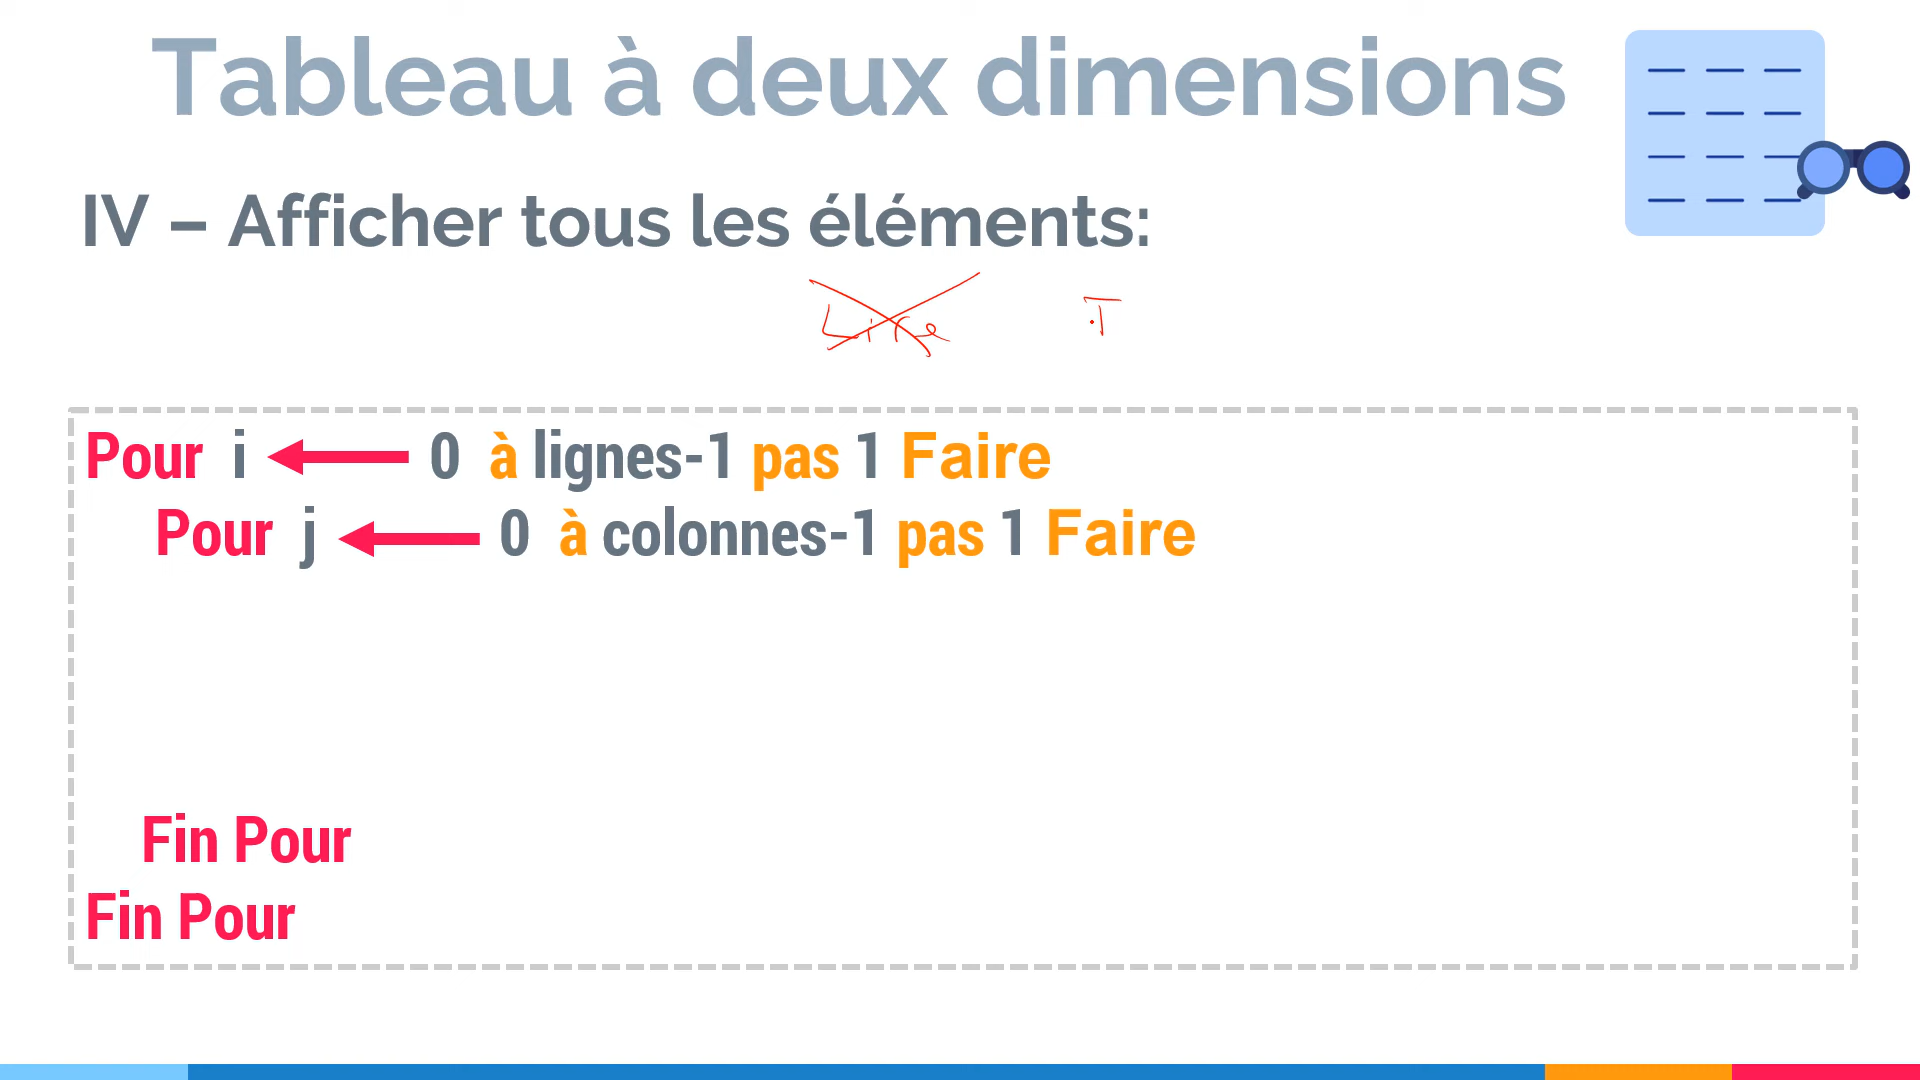 Tableau à deux dimensions
IV – Afficher tous les éléments:
Lire T
Pour i 0 à lignes-1 pas 1 Faire
Pour j 0 à colonnes-1 pas 1 Faire
Fin Pour
Fin Pour